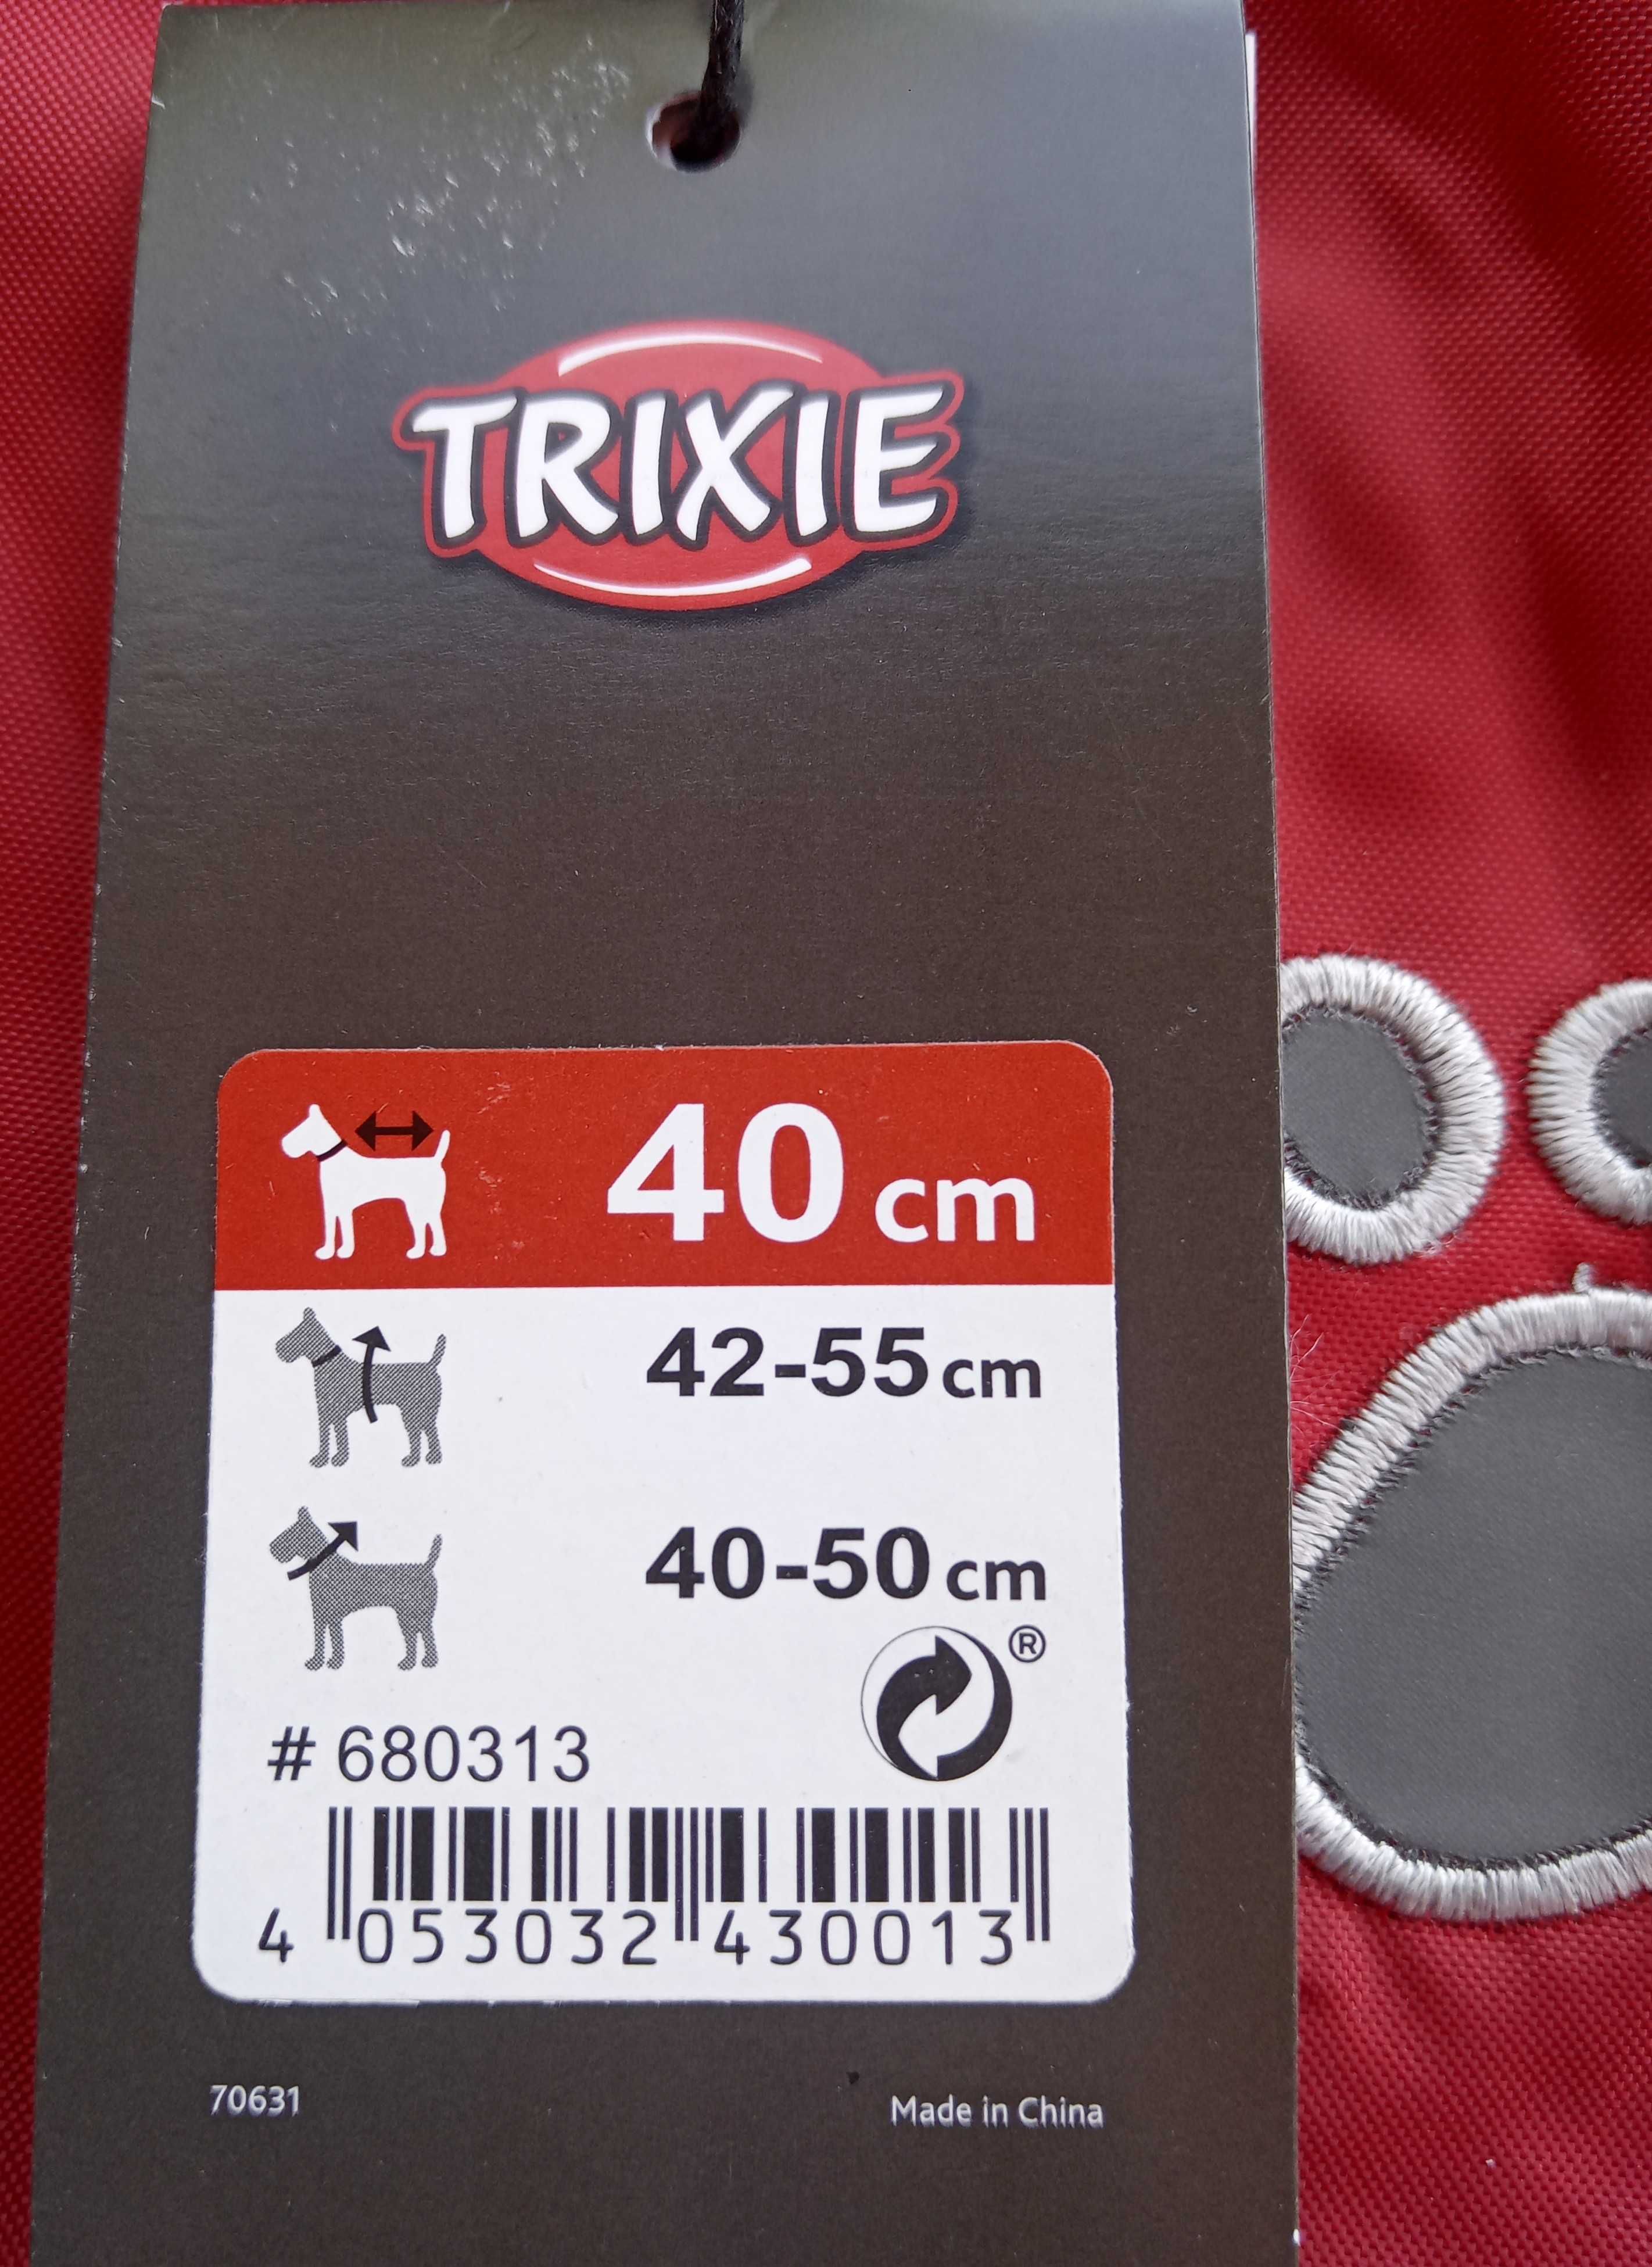 TRIXIE
40 cm
42-55 cm
40-50 cm
®
# 680313
4 053032 430013
70631
Made in China